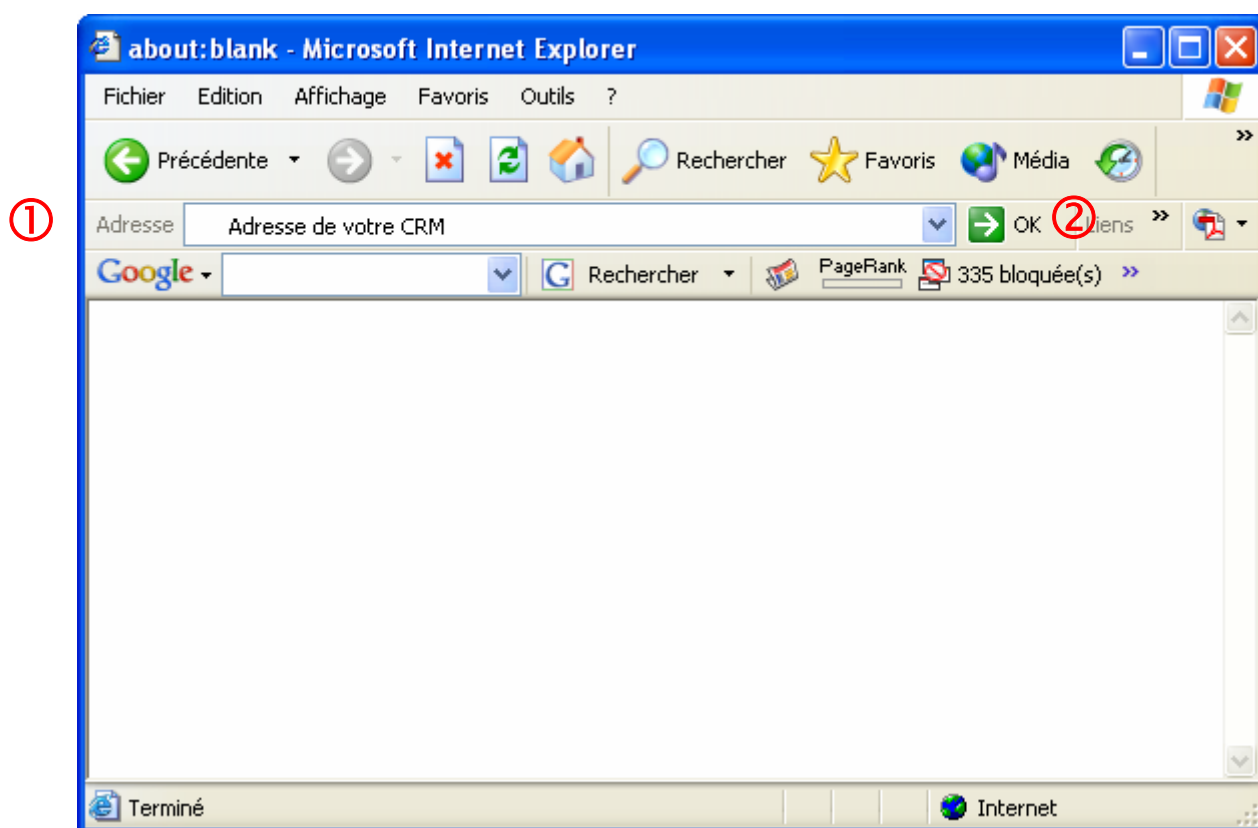 about:blank - Microsoft Internet Explorer
Fichier Edition Affichage Favoris Outils ?
Précédente Rechercher Favoris Média »
① Adresse Adresse de votre CRM OK ② »
Google G Rechercher PageRank 335 bloquée(s) »
Terminé Internet